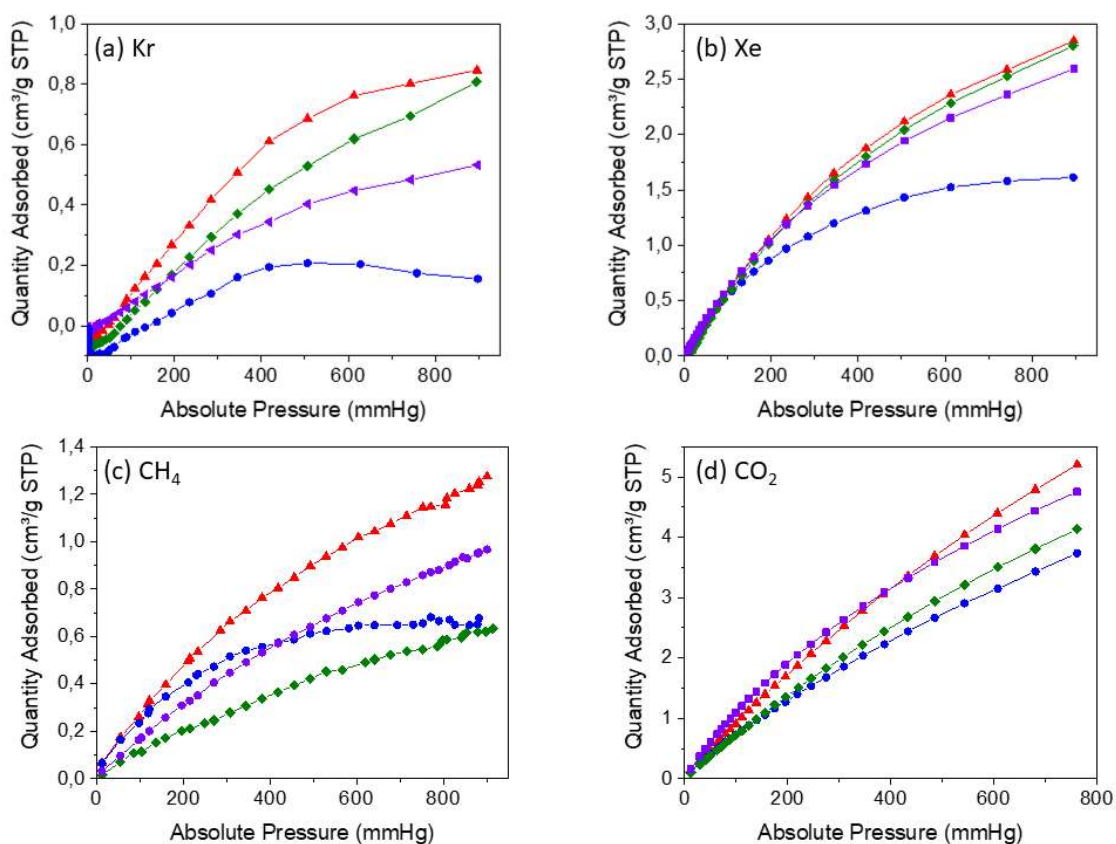 (a) Kr
Quantity Adsorbed (cm³/g STP)
1,0
0,8
0,6
0,4
0,2
0,0
0 200 400 600 800
Absolute Pressure (mmHg)
(b) Xe
Quantity Adsorbed (cm³/g STP)
3,0
2,5
2,0
1,5
1,0
0,5
0,0
0 200 400 600 800
Absolute Pressure (mmHg)
(c) CH₄
Quantity Adsorbed (cm³/g STP)
1,4
1,2
1,0
0,8
0,6
0,4
0,2
0,0
0 200 400 600 800
Absolute Pressure (mmHg)
(d) CO₂
Quantity Adsorbed (cm³/g STP)
5
4
3
2
1
0
0 200 400 600 800
Absolute Pressure (mmHg)